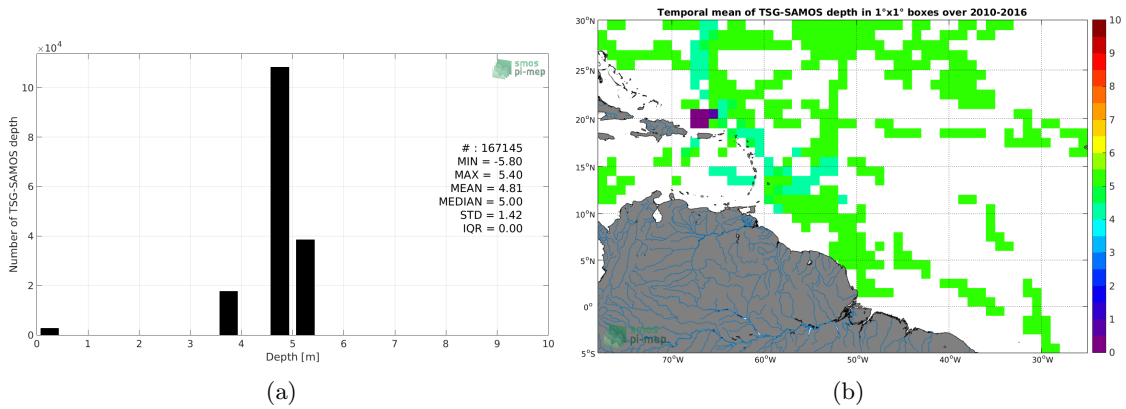 ×10⁴
10
8
6
4
2
0
Number of TSG-SAMOS depth
smos
pi-mep
# : 167145
MIN = -5.80
MAX = 5.40
MEAN = 4.81
MEDIAN = 5.00
STD = 1.42
IQR = 0.00
0 1 2 3 4 5 6 7 8 9 10
Depth [m]
(a)
Temporal mean of TSG-SAMOS depth in 1°x1° boxes over 2010-2016
30°N
25°N
20°N
15°N
10°N
5°N
0°
5°S
70°W 60°W 50°W 40°W 30°W
smos
pi-mep
10
9
8
7
6
5
4
3
2
1
0
(b)